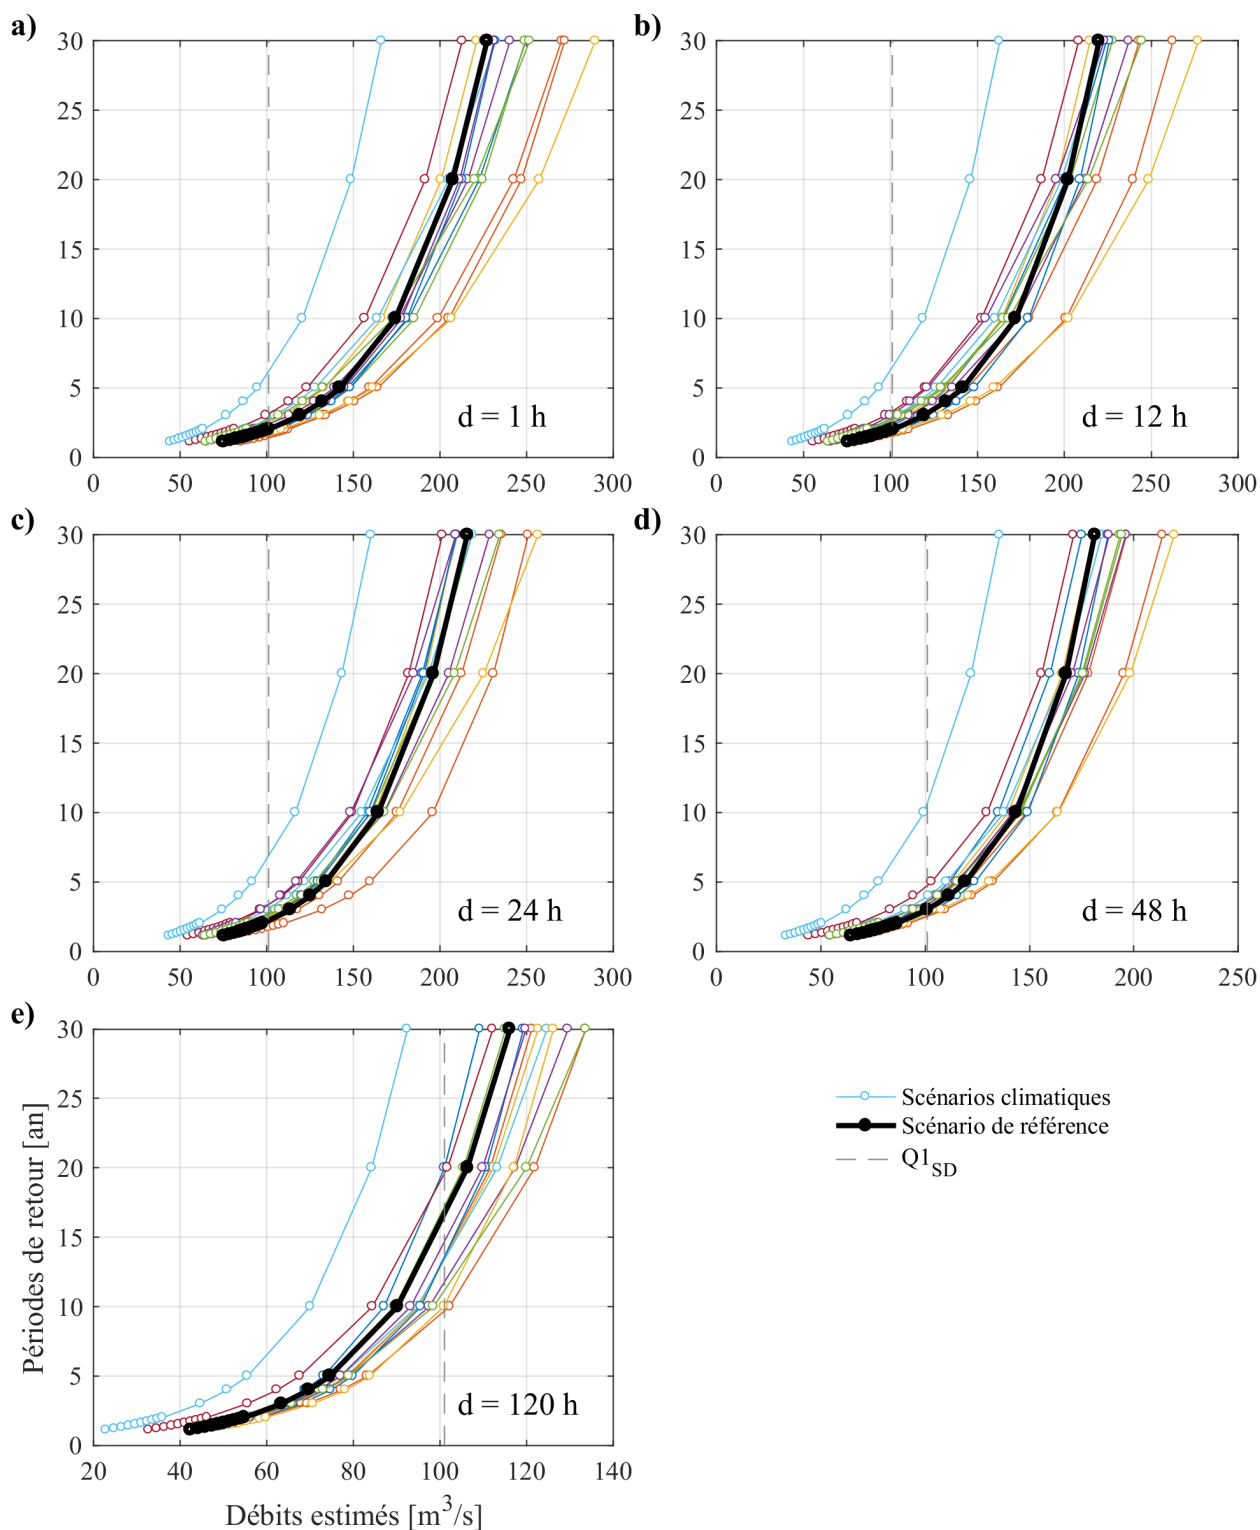 a)
30
25
20
15
10
5
0
0 50 100 150 200 250 300
d = 1 h
b)
30
25
20
15
10
5
0
0 50 100 150 200 250 300
d = 12 h
c)
30
25
20
15
10
5
0
0 50 100 150 200 250 300
d = 24 h
d)
30
25
20
15
10
5
0
0 50 100 150 200 250
d = 48 h
e)
30
25
20
15
10
5
0
20 40 60 80 100 120 140
d = 120 h
Périodes de retour [an]
Débits estimés [m³/s]
Scénarios climatiques
Scénario de référence
Q1SD